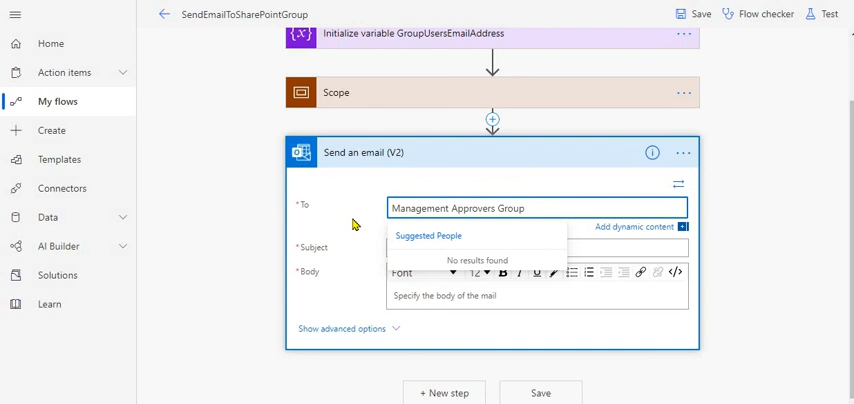 SendEmailToSharePointGroup
Save
Flow checker
Test
Home
Action items
My flows
Create
Templates
Connectors
Data
AI Builder
Solutions
Learn
{x} Initialize variable GroupUsersEmailAddress
Scope
Send an email (V2)
* To
Management Approvers Group
Add dynamic content
Suggested People
No results found
* Subject
* Body
Font 12 B I U </>
Specify the body of the mail
Show advanced options
+ New step
Save